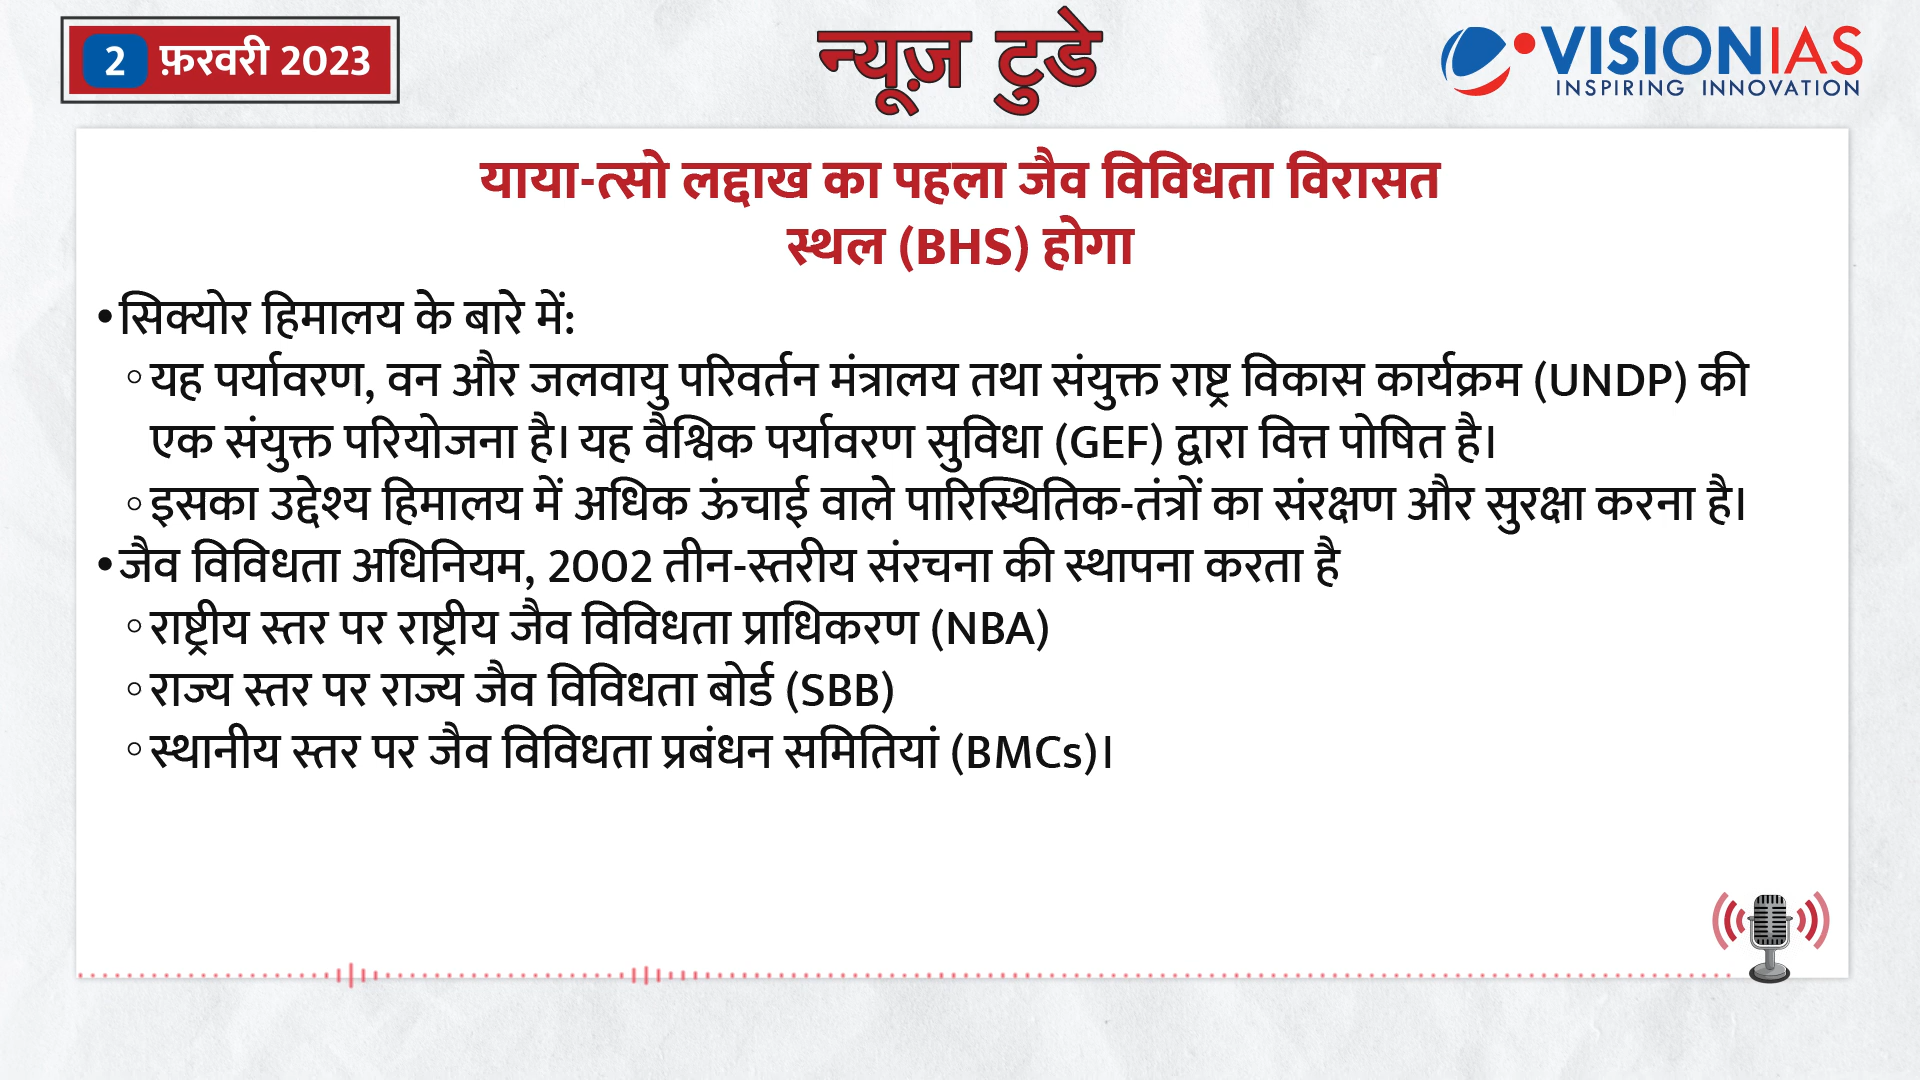 2 फ़रवरी 2023
न्यूज़ टुडे
VISIONIAS
INSPIRING INNOVATION
याया-त्सो लद्दाख का पहला जैव विविधता विरासत
स्थल (BHS) होगा
• सिक्योर हिमालय के बारे में:
◦ यह पर्यावरण, वन और जलवायु परिवर्तन मंत्रालय तथा संयुक्त राष्ट्र विकास कार्यक्रम (UNDP) की
एक संयुक्त परियोजना है। यह वैश्विक पर्यावरण सुविधा (GEF) द्वारा वित्त पोषित है।
◦ इसका उद्देश्य हिमालय में अधिक ऊंचाई वाले पारिस्थितिक-तंत्रों का संरक्षण और सुरक्षा करना है।
• जैव विविधता अधिनियम, 2002 तीन-स्तरीय संरचना की स्थापना करता है
◦ राष्ट्रीय स्तर पर राष्ट्रीय जैव विविधता प्राधिकरण (NBA)
◦ राज्य स्तर पर राज्य जैव विविधता बोर्ड (SBB)
◦ स्थानीय स्तर पर जैव विविधता प्रबंधन समितियां (BMCs)।